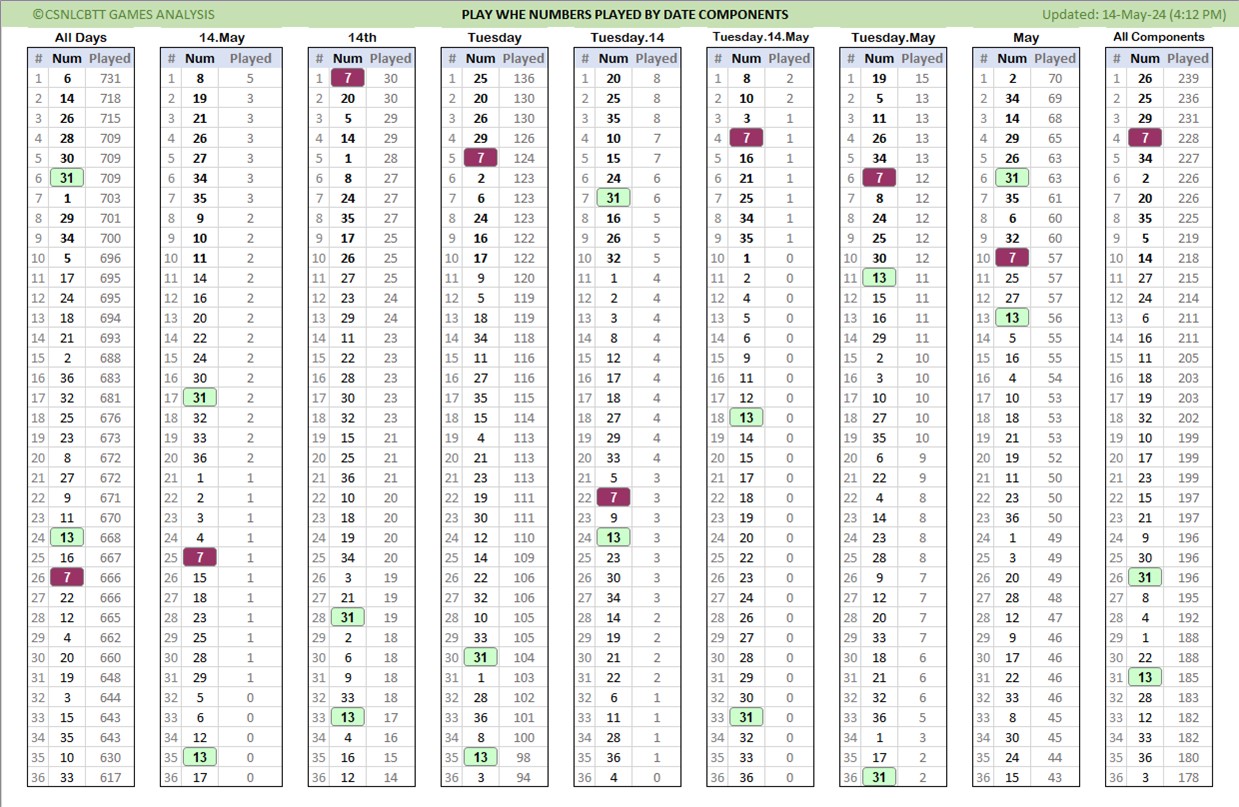 ©CSNLCBTT GAMES ANALYSIS PLAY WHE NUMBERS PLAYED BY DATE COMPONENTS Updated: 14-May-24 (4:12 PM)
All Days 14.May 14th Tuesday Tuesday.14 Tuesday.14.May Tuesday.May May All Components
# Num Played # Num Played # Num Played # Num Played # Num Played # Num Played # Num Played # Num Played # Num Played
1 6 731 1 8 5 1 7 30 1 25 136 1 20 8 1 8 2 1 19 15 1 2 70 1 26 239
2 14 718 2 19 3 2 20 30 2 20 130 2 25 8 2 10 2 2 5 13 2 34 69 2 25 236
3 26 715 3 21 3 3 5 29 3 26 130 3 35 8 3 3 1 3 11 13 3 14 68 3 29 231
4 28 709 4 26 3 4 14 29 4 29 126 4 10 7 4 7 1 4 26 13 4 29 65 4 7 228
5 30 709 5 27 3 5 1 28 5 7 124 5 15 7 5 16 1 5 34 13 5 26 63 5 34 227
6 31 709 6 34 3 6 8 27 6 2 123 6 24 6 6 21 1 6 7 12 6 31 63 6 2 226
7 1 703 7 35 3 7 24 27 7 6 123 7 31 6 7 25 1 7 8 12 7 35 61 7 20 226
8 29 701 8 9 2 8 35 27 8 24 123 8 16 5 8 34 1 8 24 12 8 6 60 8 35 225
9 34 700 9 10 2 9 17 25 9 16 122 9 26 5 9 35 1 9 25 12 9 32 60 9 5 219
10 5 696 10 11 2 10 26 25 10 17 122 10 32 5 10 1 0 10 30 12 10 7 57 10 14 218
11 17 695 11 14 2 11 27 25 11 9 120 11 1 4 11 2 0 11 13 11 11 25 57 11 27 215
12 24 695 12 16 2 12 23 24 12 5 119 12 2 4 12 4 0 12 15 11 12 27 57 12 24 214
13 18 694 13 20 2 13 29 24 13 18 119 13 3 4 13 5 0 13 16 11 13 13 56 13 6 211
14 21 693 14 22 2 14 11 23 14 34 118 14 8 4 14 6 0 14 29 11 14 5 55 14 16 211
15 2 688 15 24 2 15 22 23 15 11 116 15 12 4 15 9 0 15 2 10 15 16 55 15 11 205
16 36 683 16 30 2 16 28 23 16 27 116 16 17 4 16 11 0 16 3 10 16 4 54 16 18 203
17 32 681 17 31 2 17 30 23 17 35 115 17 18 4 17 12 0 17 10 10 17 10 53 17 19 203
18 25 676 18 32 2 18 32 23 18 15 114 18 27 4 18 13 0 18 27 10 18 18 53 18 32 202
19 23 673 19 33 2 19 15 21 19 4 113 19 29 4 19 14 0 19 35 10 19 21 53 19 10 199
20 8 672 20 36 2 20 25 21 20 21 113 20 33 4 20 15 0 20 6 9 20 19 52 20 17 199
21 27 672 21 1 1 21 36 21 21 23 113 21 5 3 21 17 0 21 22 9 21 11 50 21 23 199
22 9 671 22 2 1 22 10 20 22 19 111 22 7 3 22 18 0 22 4 8 22 23 50 22 15 197
23 11 670 23 3 1 23 18 20 23 30 111 23 9 3 23 19 0 23 14 8 23 36 50 23 21 197
24 13 668 24 4 1 24 19 20 24 12 110 24 13 3 24 20 0 24 23 8 24 1 49 24 9 196
25 16 667 25 7 1 25 34 20 25 14 109 25 23 3 25 22 0 25 28 8 25 3 49 25 30 196
26 7 666 26 15 1 26 3 19 26 22 106 26 30 3 26 23 0 26 9 7 26 20 49 26 31 196
27 22 666 27 18 1 27 21 19 27 32 106 27 34 3 27 24 0 27 12 7 27 28 48 27 8 195
28 12 665 28 23 1 28 31 19 28 10 105 28 14 2 28 26 0 28 20 7 28 12 47 28 4 192
29 4 662 29 25 1 29 2 18 29 33 105 29 19 2 29 27 0 29 33 7 29 9 46 29 1 188
30 20 660 30 28 1 30 6 18 30 31 104 30 21 2 30 28 0 30 18 6 30 17 46 30 22 188
31 19 648 31 29 1 31 9 18 31 1 103 31 22 2 31 29 0 31 21 6 31 22 46 31 13 185
32 3 644 32 5 0 32 33 18 32 28 102 32 6 1 32 30 0 32 32 6 32 33 46 32 28 183
33 15 643 33 6 0 33 13 17 33 36 101 33 11 1 33 31 0 33 36 5 33 8 45 33 12 182
34 35 643 34 12 0 34 4 16 34 8 100 34 28 1 34 32 0 34 1 3 34 30 45 34 33 182
35 10 630 35 13 0 35 16 15 35 13 98 35 36 1 35 33 0 35 17 2 35 24 44 35 36 180
36 33 617 36 17 0 36 12 14 36 3 94 36 4 0 36 36 0 36 31 2 36 15 43 36 3 178